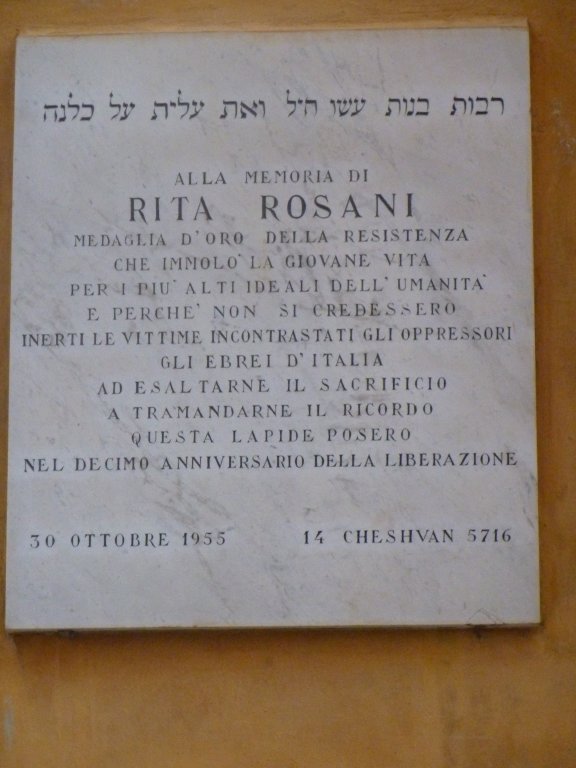 רבות בנות עשו חיל ואת עלית על כלנה
ALLA MEMORIA DI
RITA ROSANI
MEDAGLIA D'ORO DELLA RESISTENZA
CHE IMMOLO' LA GIOVANE VITA
PER I PIU' ALTI IDEALI DELL'UMANITA'
E PERCHE' NON SI CREDESSERO
INERTI LE VITTIME INCONTRASTATI GLI OPPRESSORI
GLI EBREI D'ITALIA
AD ESALTARNE IL SACRIFICIO
A TRAMANDARNE IL RICORDO
QUESTA LAPIDE POSERO
NEL DECIMO ANNIVERSARIO DELLA LIBERAZIONE
30 OTTOBRE 1955 14 CHESHVAN 5716